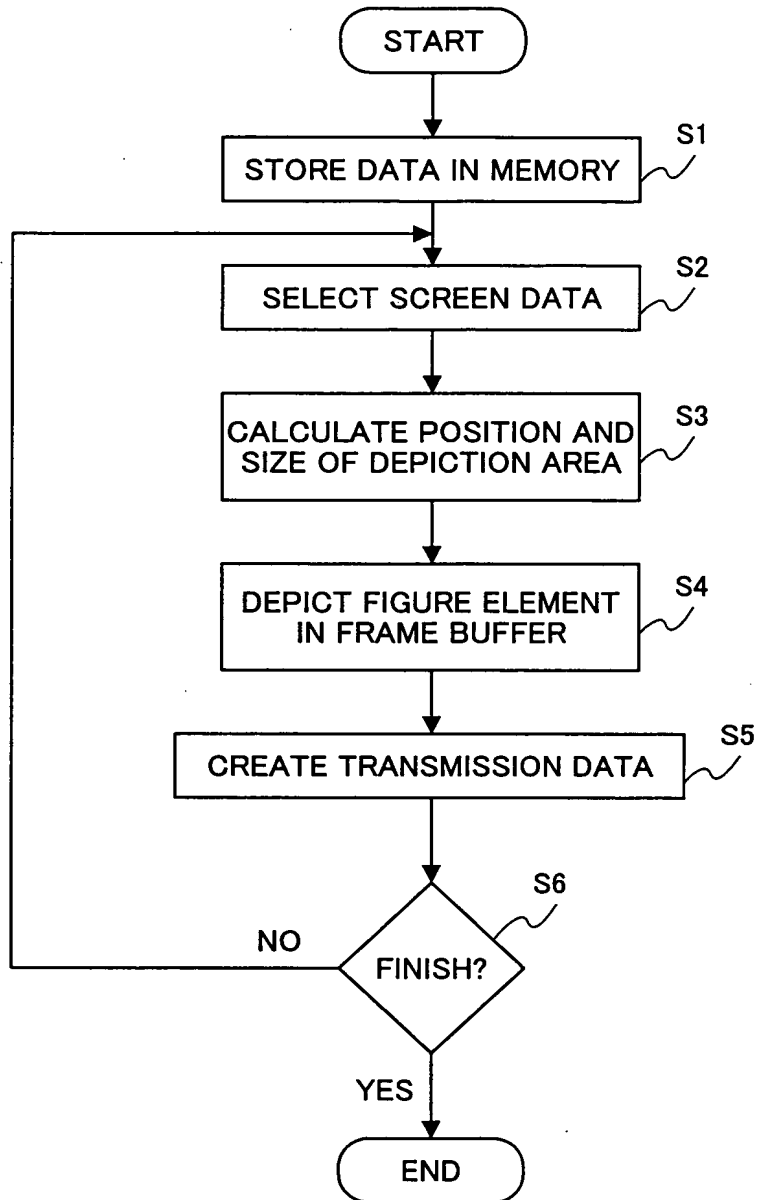 START
S1
STORE DATA IN MEMORY
S2
SELECT SCREEN DATA
S3
CALCULATE POSITION AND
SIZE OF DEPICTION AREA
S4
DEPICT FIGURE ELEMENT
IN FRAME BUFFER
S5
CREATE TRANSMISSION DATA
S6
NO
FINISH?
YES
END